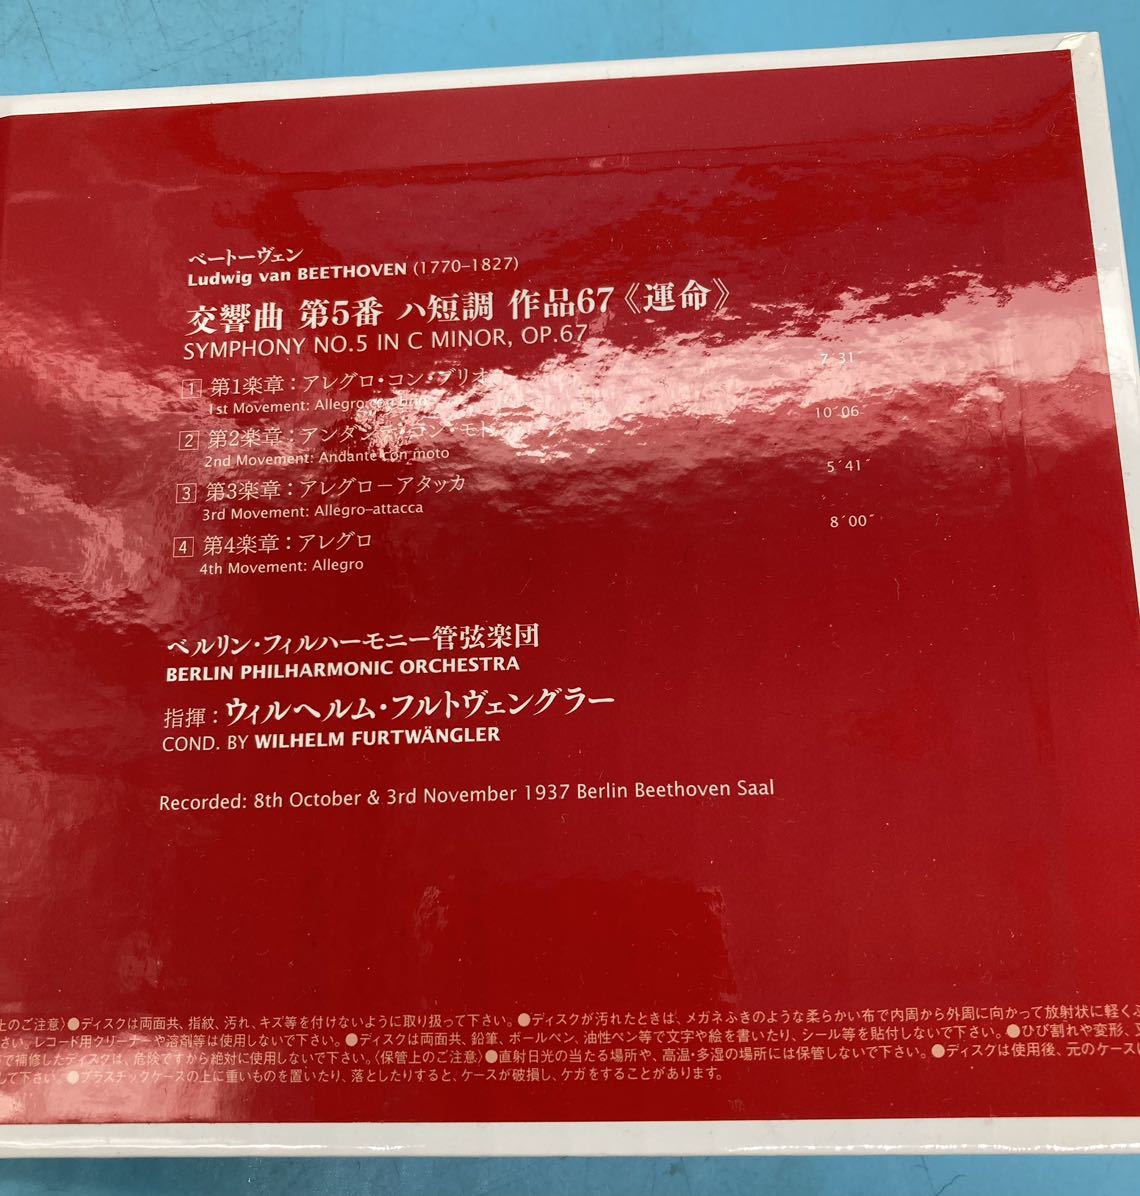 ベートーヴェン
Ludwig van BEETHOVEN (1770–1827)
交響曲 第5番 ハ短調 作品67《運命》
SYMPHONY NO.5 IN C MINOR, OP.67
1 第1楽章：アレグロ・コン・ブリオ 7´31
1st Movement: Allegro con brio
2 第2楽章：アンダンテ・コン・モト 10´06
2nd Movement: Andante con moto
3 第3楽章：アレグローアタッカ 5´41˝
3rd Movement: Allegro–attacca
4 第4楽章：アレグロ 8´00˝
4th Movement: Allegro
ベルリン・フィルハーモニー管弦楽団
BERLIN PHILHARMONIC ORCHESTRA
指揮：ウィルヘルム・フルトヴェングラー
COND. BY WILHELM FURTWÄNGLER
Recorded: 8th October & 3rd November 1937 Berlin Beethoven Saal
上のご注意〉●ディスクは両面共、指紋、汚れ、キズ等を付けないように取り扱って下さい。●ディスクが汚れたときは、メガネふきのような柔らかい布で内周から外周に向かって放射状に軽く
さい。レコード用クリーナーや溶剤等は使用しないで下さい。●ディスクは両面共、鉛筆、ボールペン、油性ペン等で文字や絵を書いたり、シール等を貼付しないで下さい。●ひび割れや変形、
で補修したディスクは、危険ですから絶対に使用しないで下さい。〈保管上のご注意〉●直射日光の当たる場所や、高温・多湿の場所には保管しないで下さい。●ディスクは使用後、元のケースに
して下さい。●プラスチックケースの上に重いものを置いたり、落としたりすると、ケースが破損し、ケガをすることがあります。